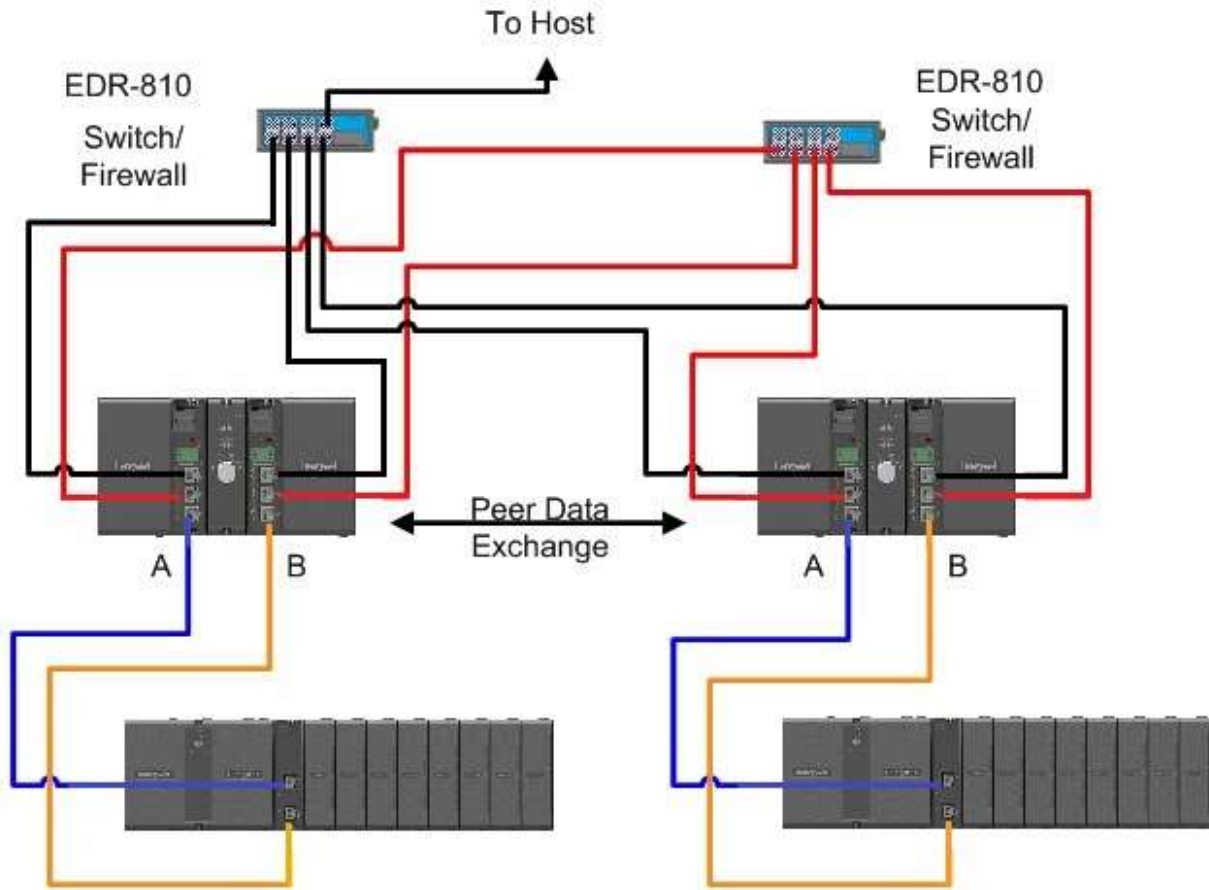 To Host
EDR-810
Switch/
Firewall
EDR-810
Switch/
Firewall
Peer Data
Exchange
A
B
A
B